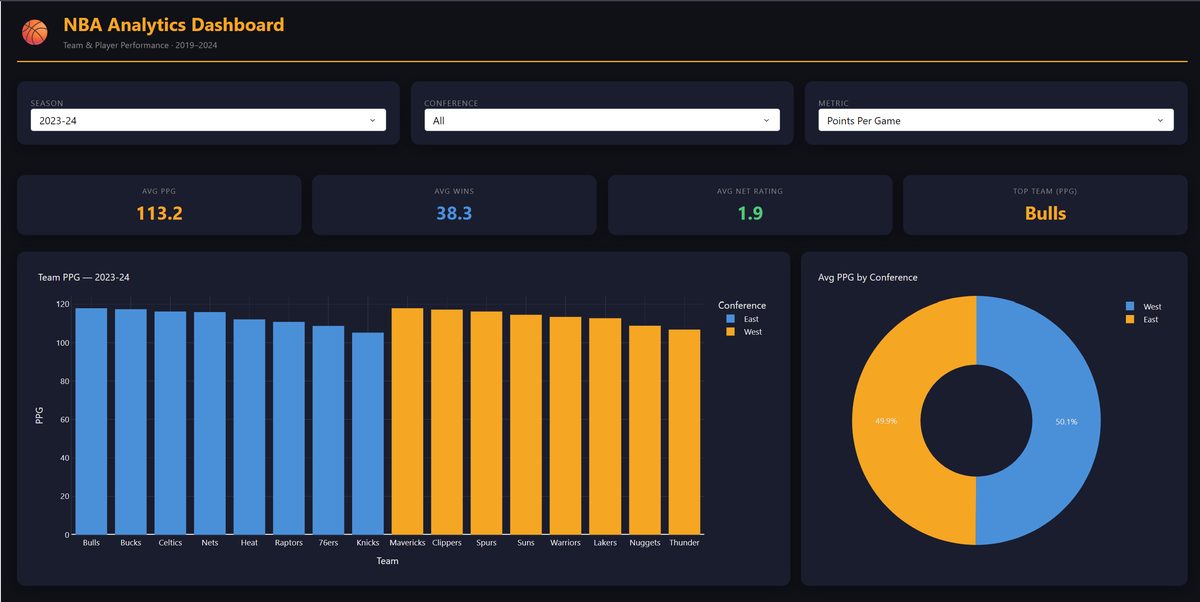 NBA Analytics Dashboard
Team & Player Performance · 2019–2024
SEASON
2023-24
CONFERENCE
All
METRIC
Points Per Game
AVG PPG
113.2
AVG WINS
38.3
AVG NET RATING
1.9
TOP TEAM (PPG)
Bulls
Team PPG — 2023-24
120
100
80
60
40
20
0
PPG
Bulls Bucks Celtics Nets Heat Raptors 76ers Knicks Mavericks Clippers Spurs Suns Warriors Lakers Nuggets Thunder
Team
Conference
East
West
Avg PPG by Conference
49.9%
50.1%
West
East